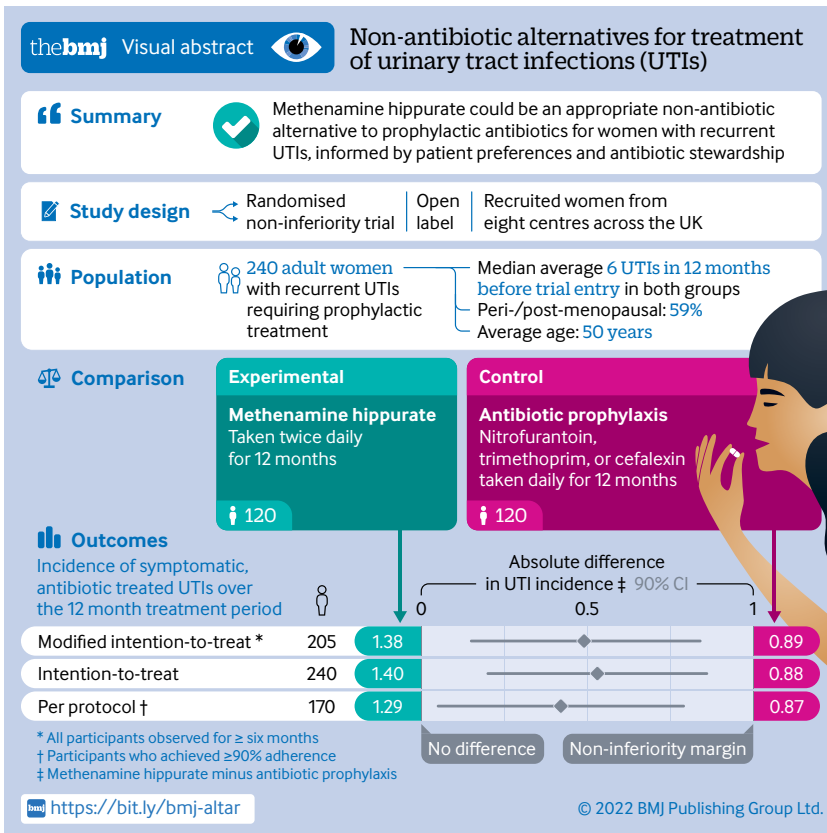 thebmj Visual abstract
Non-antibiotic alternatives for treatment
of urinary tract infections (UTIs)
Summary
Methenamine hippurate could be an appropriate non-antibiotic
alternative to prophylactic antibiotics for women with recurrent
UTIs, informed by patient preferences and antibiotic stewardship
Study design
Randomised
non-inferiority trial
Open
label
Recruited women from
eight centres across the UK
Population
240 adult women
with recurrent UTIs
requiring prophylactic
treatment
Median average 6 UTIs in 12 months
before trial entry in both groups
Peri-/post-menopausal: 59%
Average age: 50 years
Comparison
Experimental
Methenamine hippurate
Taken twice daily
for 12 months
120
Control
Antibiotic prophylaxis
Nitrofurantoin,
trimethoprim, or cefalexin
taken daily for 12 months
120
Outcomes
Incidence of symptomatic,
antibiotic treated UTIs over
the 12 month treatment period
Absolute difference
in UTI incidence ‡ 90% CI
0 0.5 1
Modified intention-to-treat * 205 1.38 0.89
Intention-to-treat 240 1.40 0.88
Per protocol † 170 1.29 0.87
No difference Non-inferiority margin
* All participants observed for ≥ six months
† Participants who achieved ≥90% adherence
‡ Methenamine hippurate minus antibiotic prophylaxis
bmj https://bit.ly/bmj-altar
© 2022 BMJ Publishing Group Ltd.